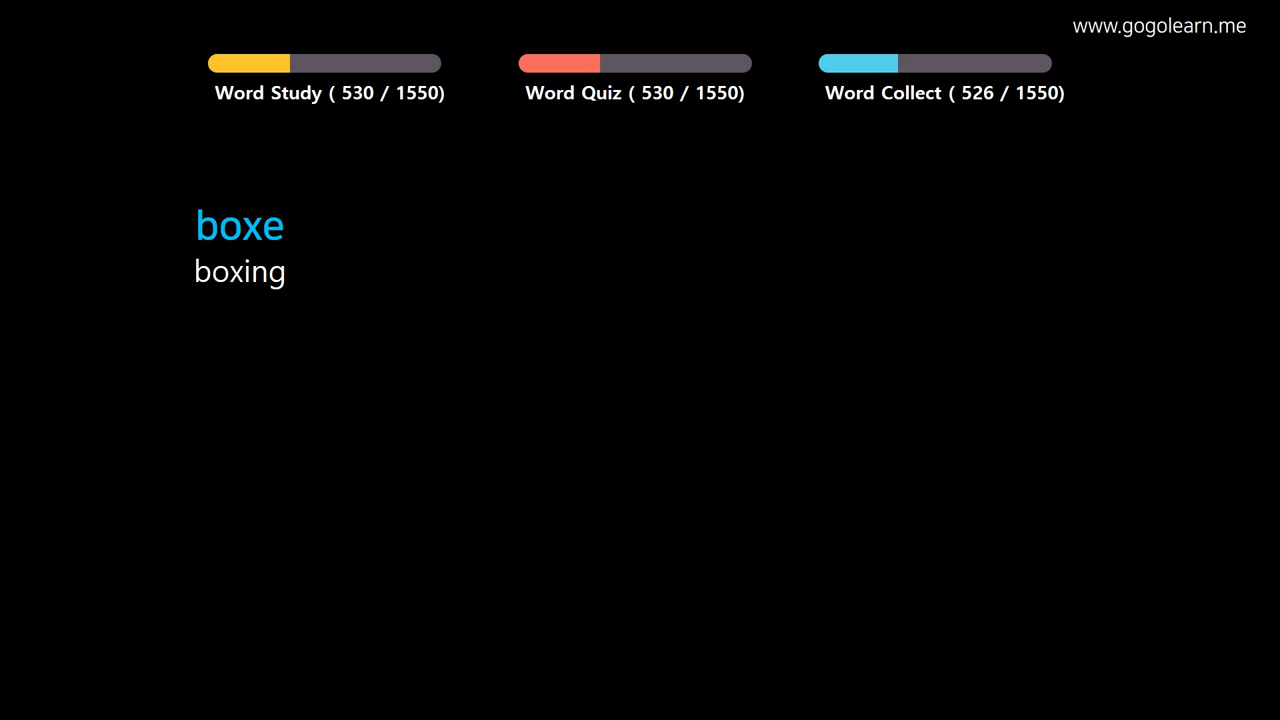 www.gogolearn.me
Word Study ( 530 / 1550)
Word Quiz ( 530 / 1550)
Word Collect ( 526 / 1550)
boxe
boxing